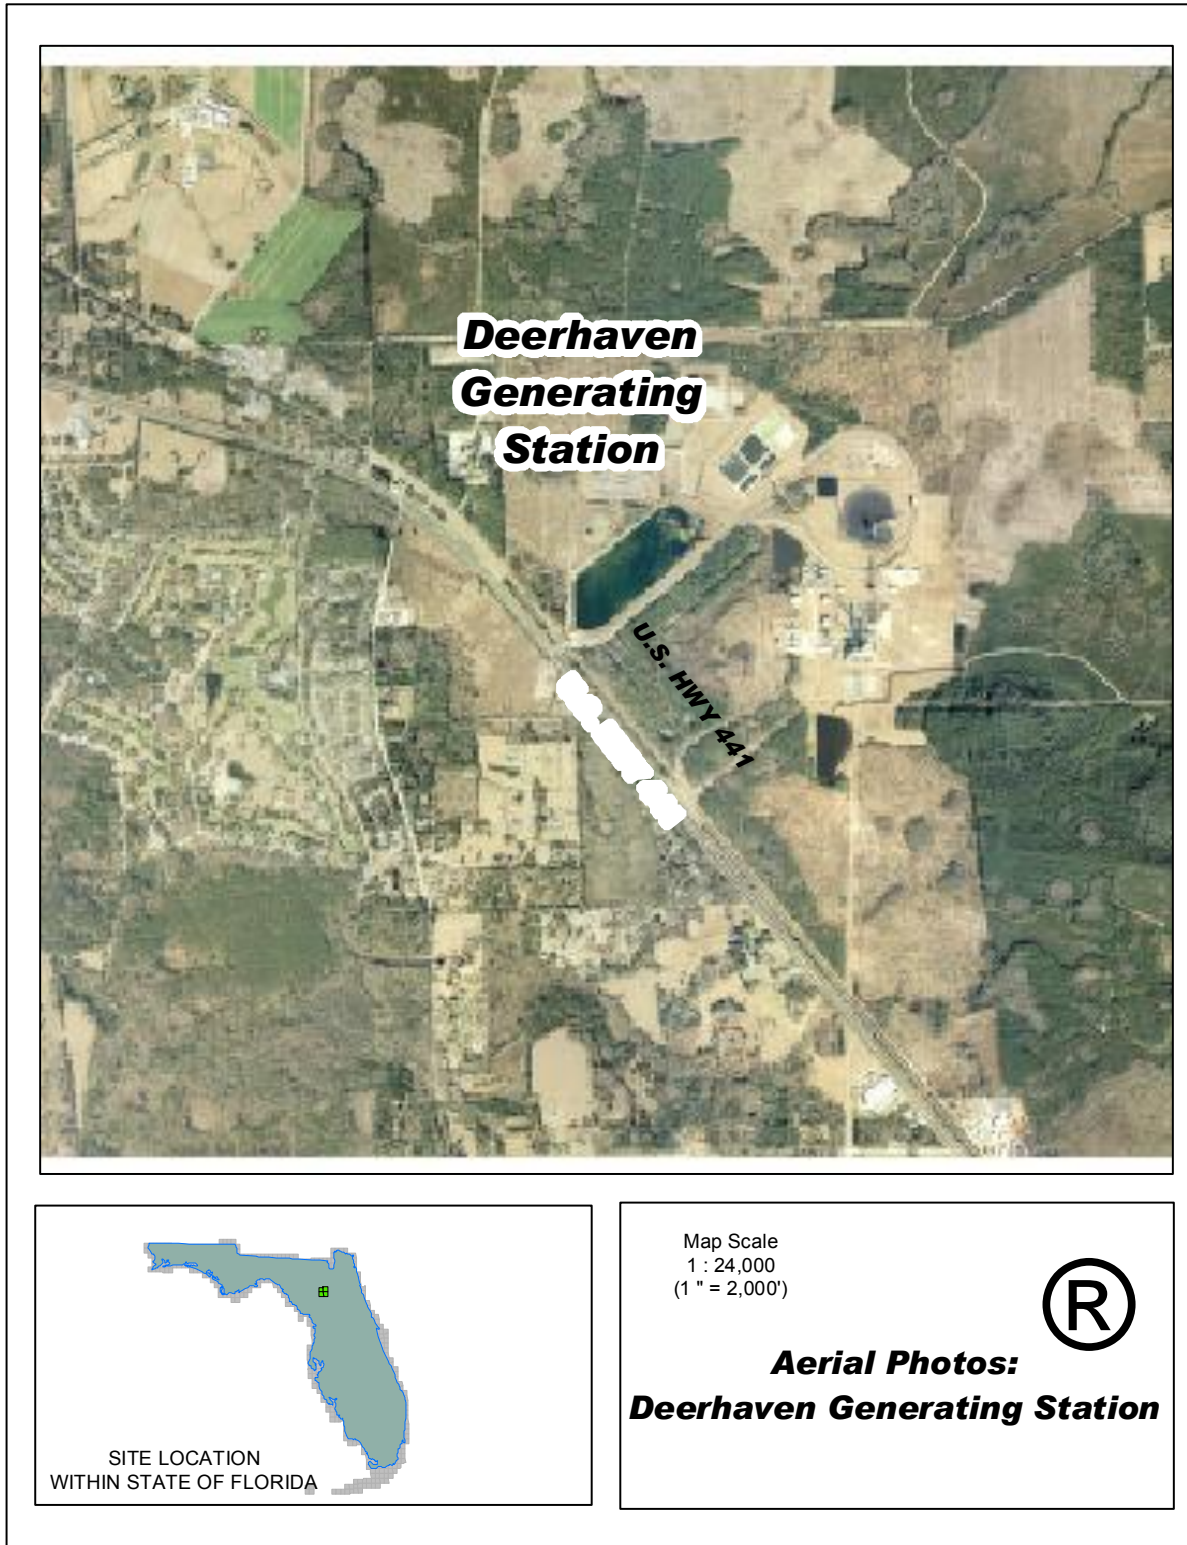 Deerhaven
Generating
Station
U.S. HWY 441
SITE LOCATION
WITHIN STATE OF FLORIDA
Map Scale
1 : 24,000
(1 " = 2,000')
®
Aerial Photos:
Deerhaven Generating Station